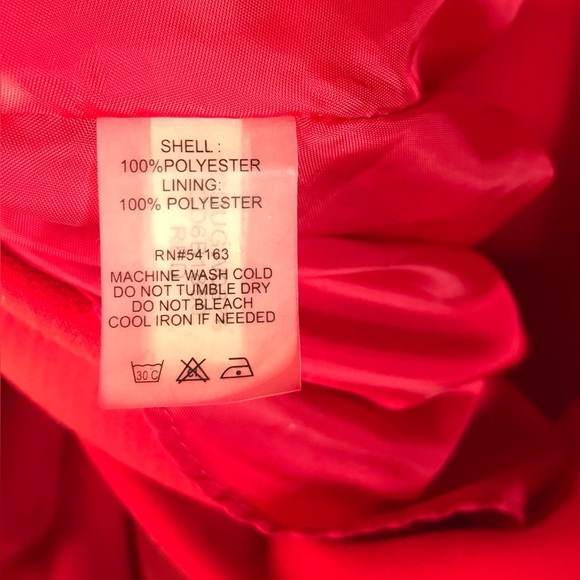 SHELL :
100%POLYESTER
LINING:
100% POLYESTER
RN#54163
MACHINE WASH COLD
DO NOT TUMBLE DRY
DO NOT BLEACH
COOL IRON IF NEEDED
30 C
CL